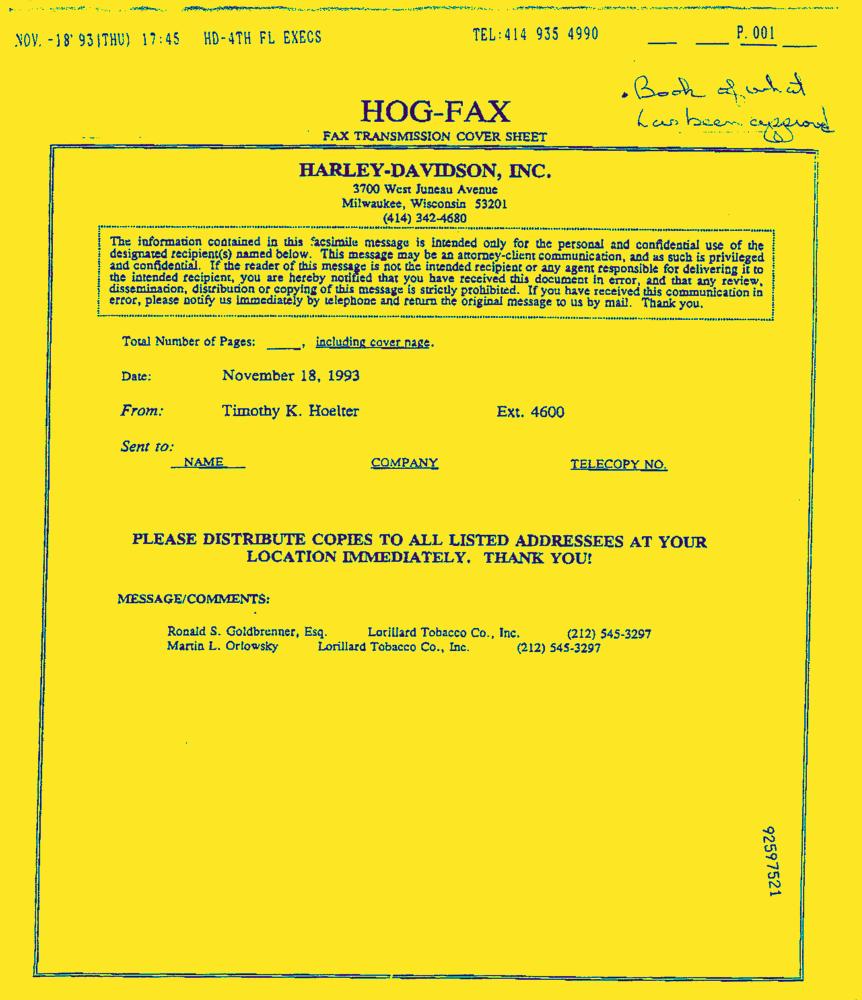 NOV. -18' 93(THU) 17:45 HD-4TH FL EXECS TEL:414 935 4990 P.001
. Book of what
has been approved
HOG-FAX
FAX TRANSMISSION COVER SHEET
HARLEY-DAVIDSON, INC.
3700 West Juneau Avenue
Milwaukee, Wisconsin 53201
(414) 342-4680
The information contained in this facsimile message is intended only for the personal and confidential use of the
designated recipient(s) named below. This message may be an attorney-client communication, and as such is privileged
and confidential. If the reader of this message is not the intended recipient or any agent responsible for delivering it to
the intended recipient, you are hereby notified that you have received this document in error, and that any review,
dissemination, distribution or copying of this message is strictly prohibited. If you have received this communication in
error, please notify us immediately by telephone and return the original message to us by mail. Thank you.
Total Number of Pages: ____, including cover page.
Date: November 18, 1993
From: Timothy K. Hoelter Ext. 4600
Sent to:
NAME COMPANY TELECOPY NO.
PLEASE DISTRIBUTE COPIES TO ALL LISTED ADDRESSEES AT YOUR
LOCATION IMMEDIATELY. THANK YOU!
MESSAGE/COMMENTS:
Ronald S. Goldbrenner, Esq. Lorillard Tobacco Co., Inc. (212) 545-3297
Martin L. Orlowsky Lorillard Tobacco Co., Inc. (212) 545-3297
92597521